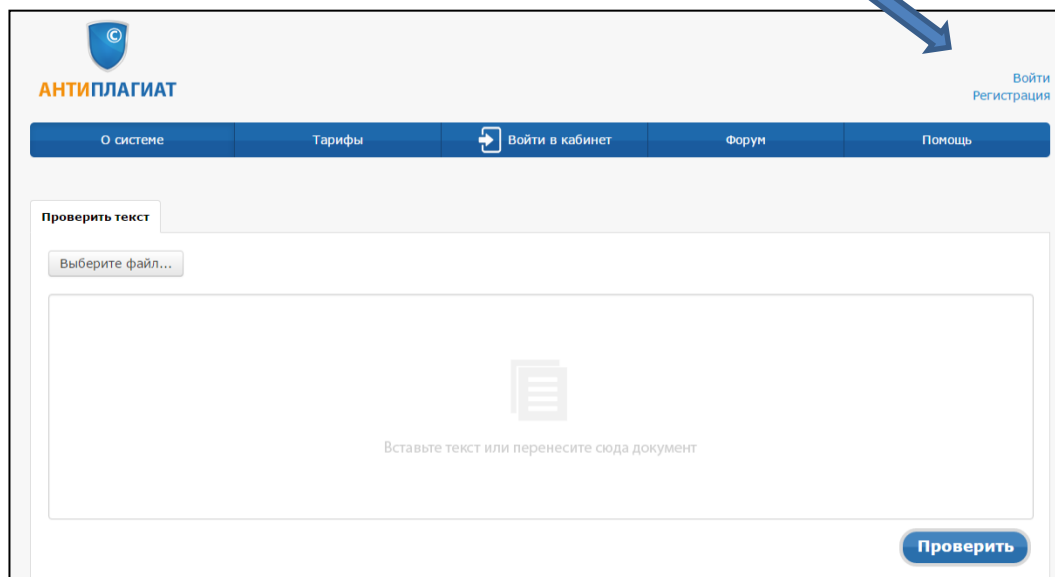 ©
АНТИПЛАГИАТ
Войти
Регистрация
О системе Тарифы Войти в кабинет Форум Помощь
Проверить текст
Выберите файл...
Вставьте текст или перенесите сюда документ
Проверить